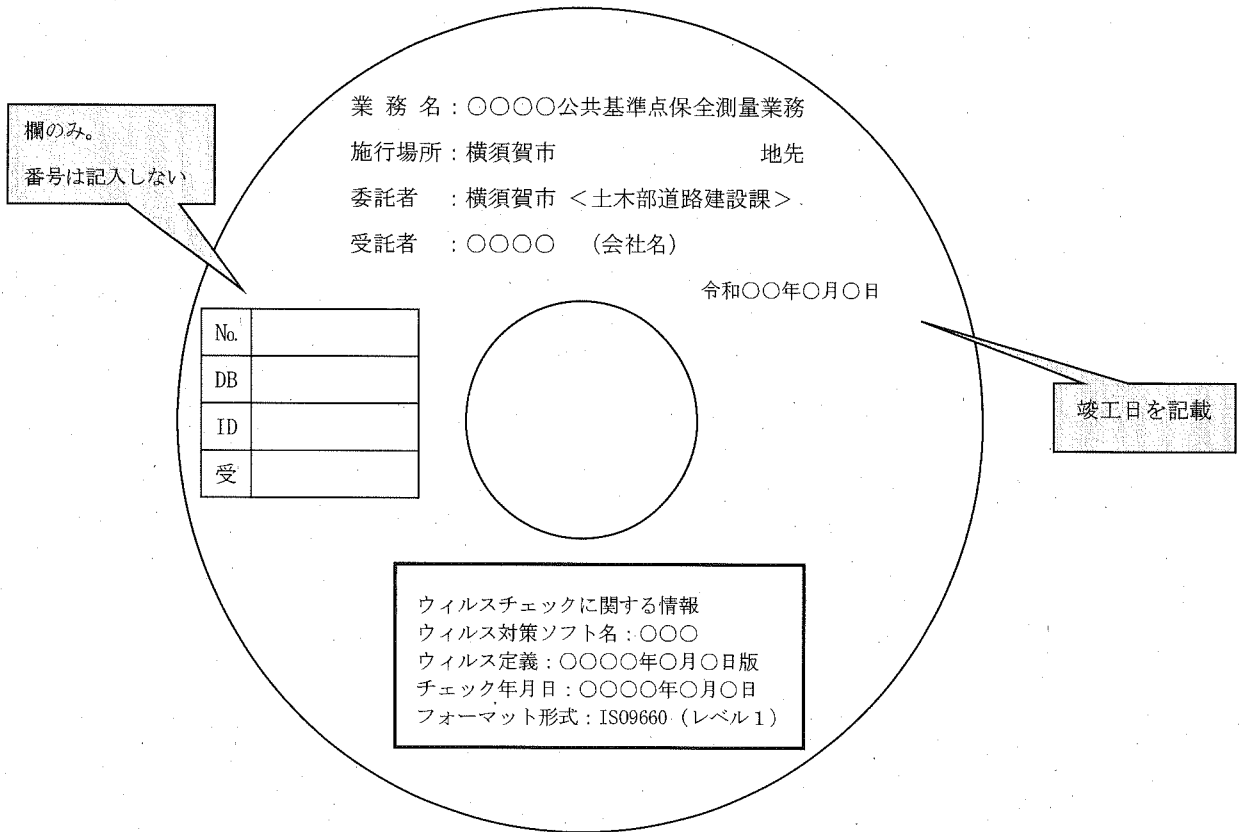 業 務 名：○○○○公共基準点保全測量業務
施行場所：横須賀市　　　　　　　　地先
委託者　：横須賀市 ＜土木部道路建設課＞
受託者　：○○○○　（会社名）
令和○○年○月○日
欄のみ。
番号は記入しない
No.
DB
ID
受
竣工日を記載
ウィルスチェックに関する情報
ウィルス対策ソフト名：○○○
ウィルス定義：○○○○年○月○日版
チェック年月日：○○○○年○月○日
フォーマット形式：ISO9660（レベル１）